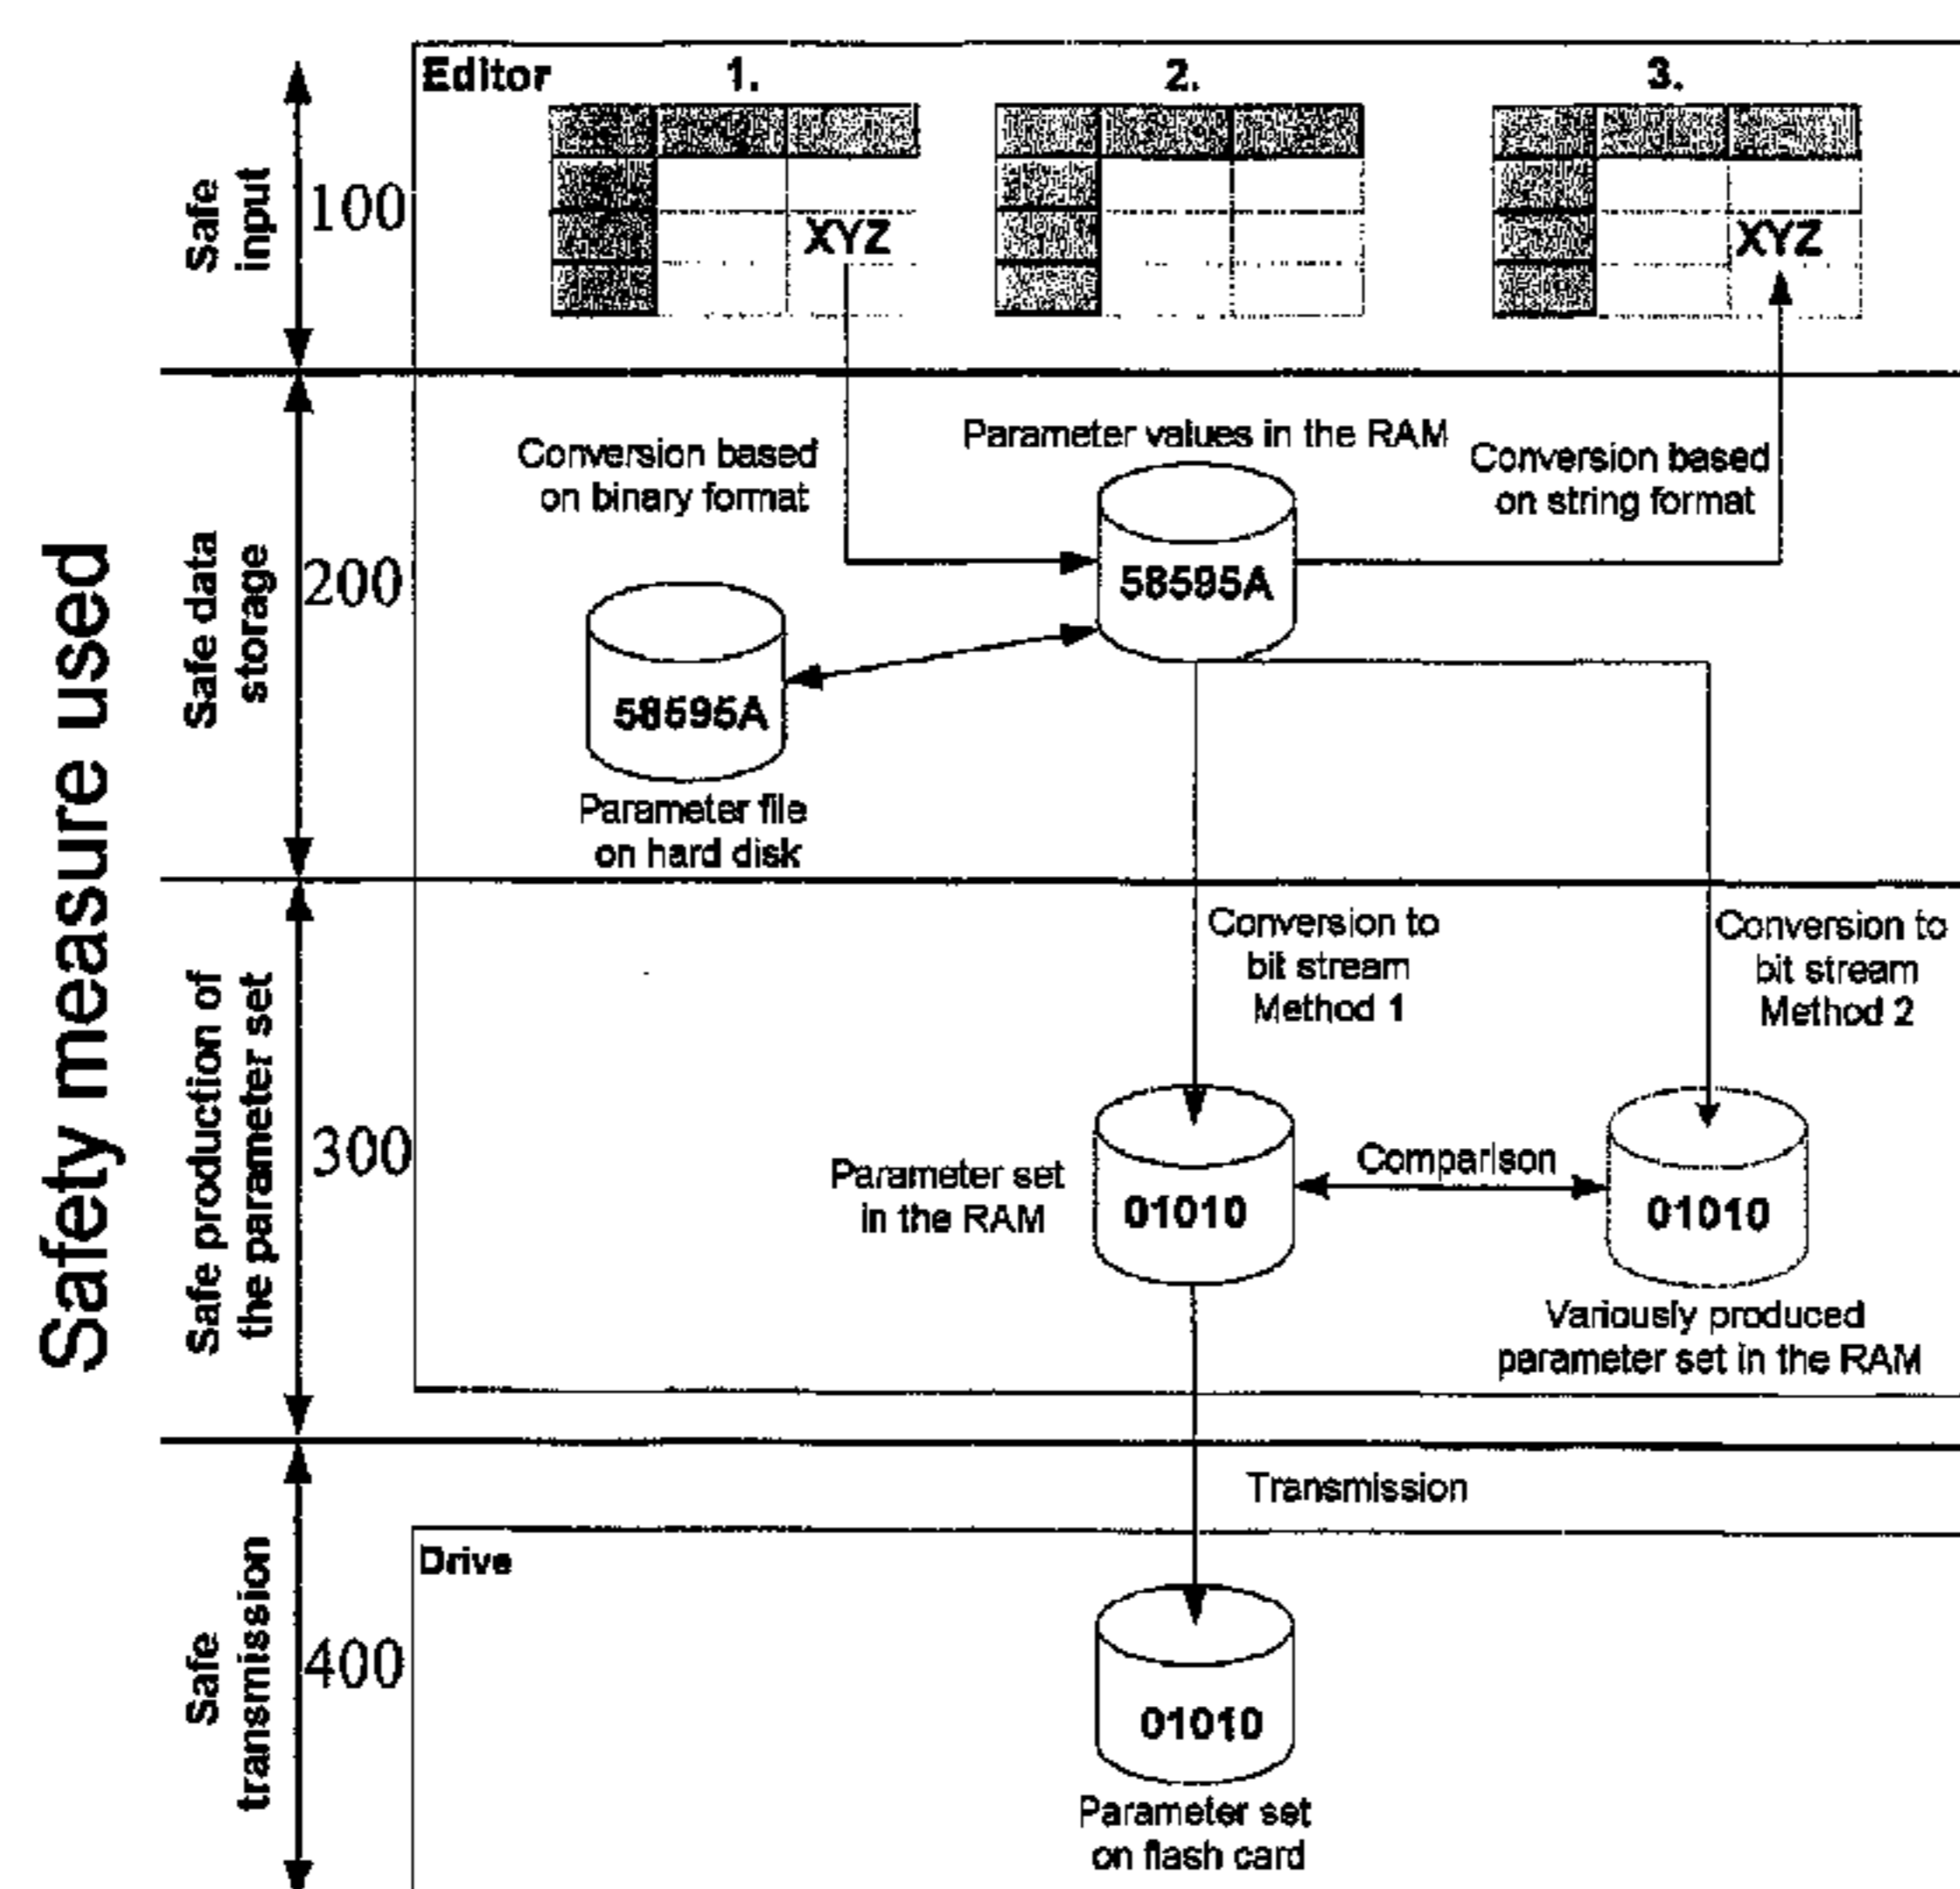 Safety measure used
Safe
input
100
Editor
1.
2.
3.
XYZ
XYZ
Safe data
storage
200
Conversion based
on binary format
Parameter values in the RAM
58595A
Conversion based
on string format
58595A
Parameter file
on hard disk
Safe production of
the parameter set
300
Conversion to
bit stream
Method 1
Conversion to
bit stream
Method 2
Parameter set
in the RAM
01010
Comparison
01010
Variously produced
parameter set in the RAM
Safe
transmission
400
Transmission
Drive
01010
Parameter set
on flash card